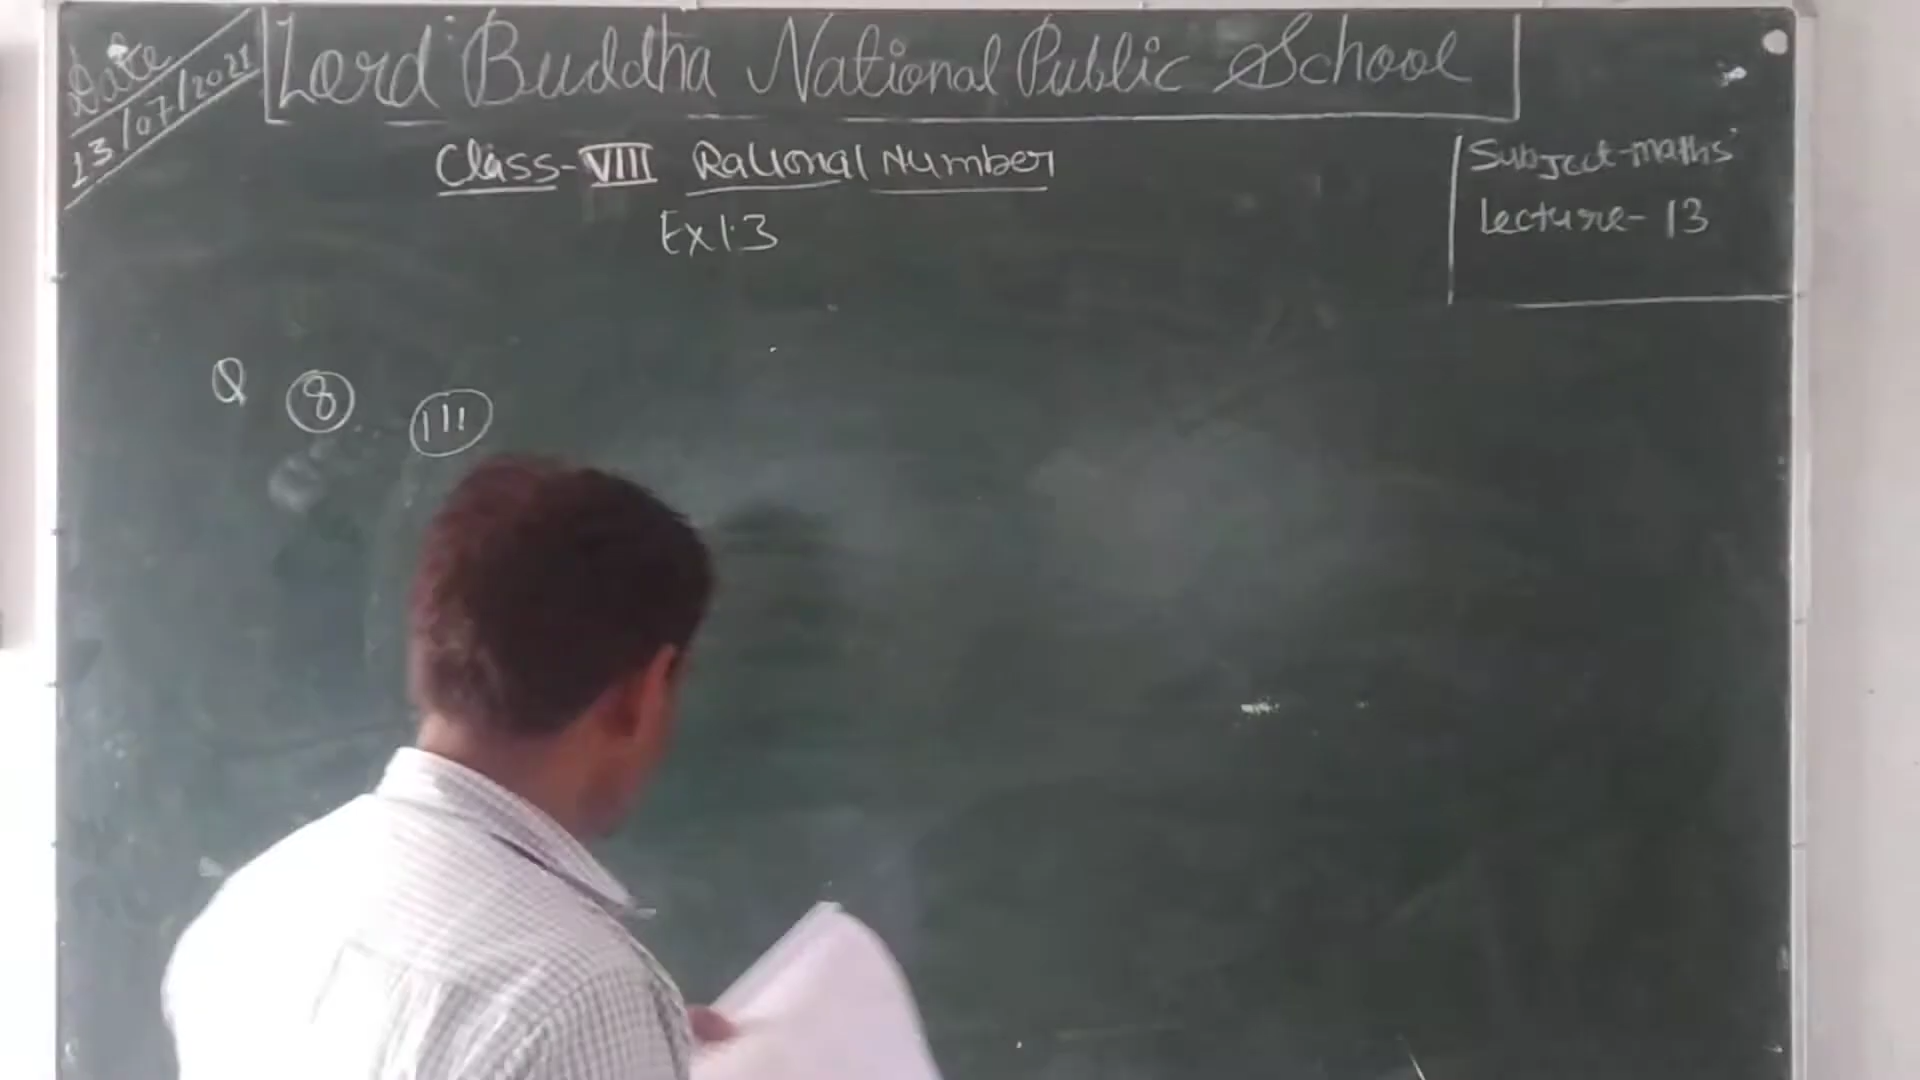 Date
13/07/2021
Lord Buddha National Public School
Class-VIII Rational Number
Ex 1.3
Subject-maths
Lecture-13
Q 8 iii